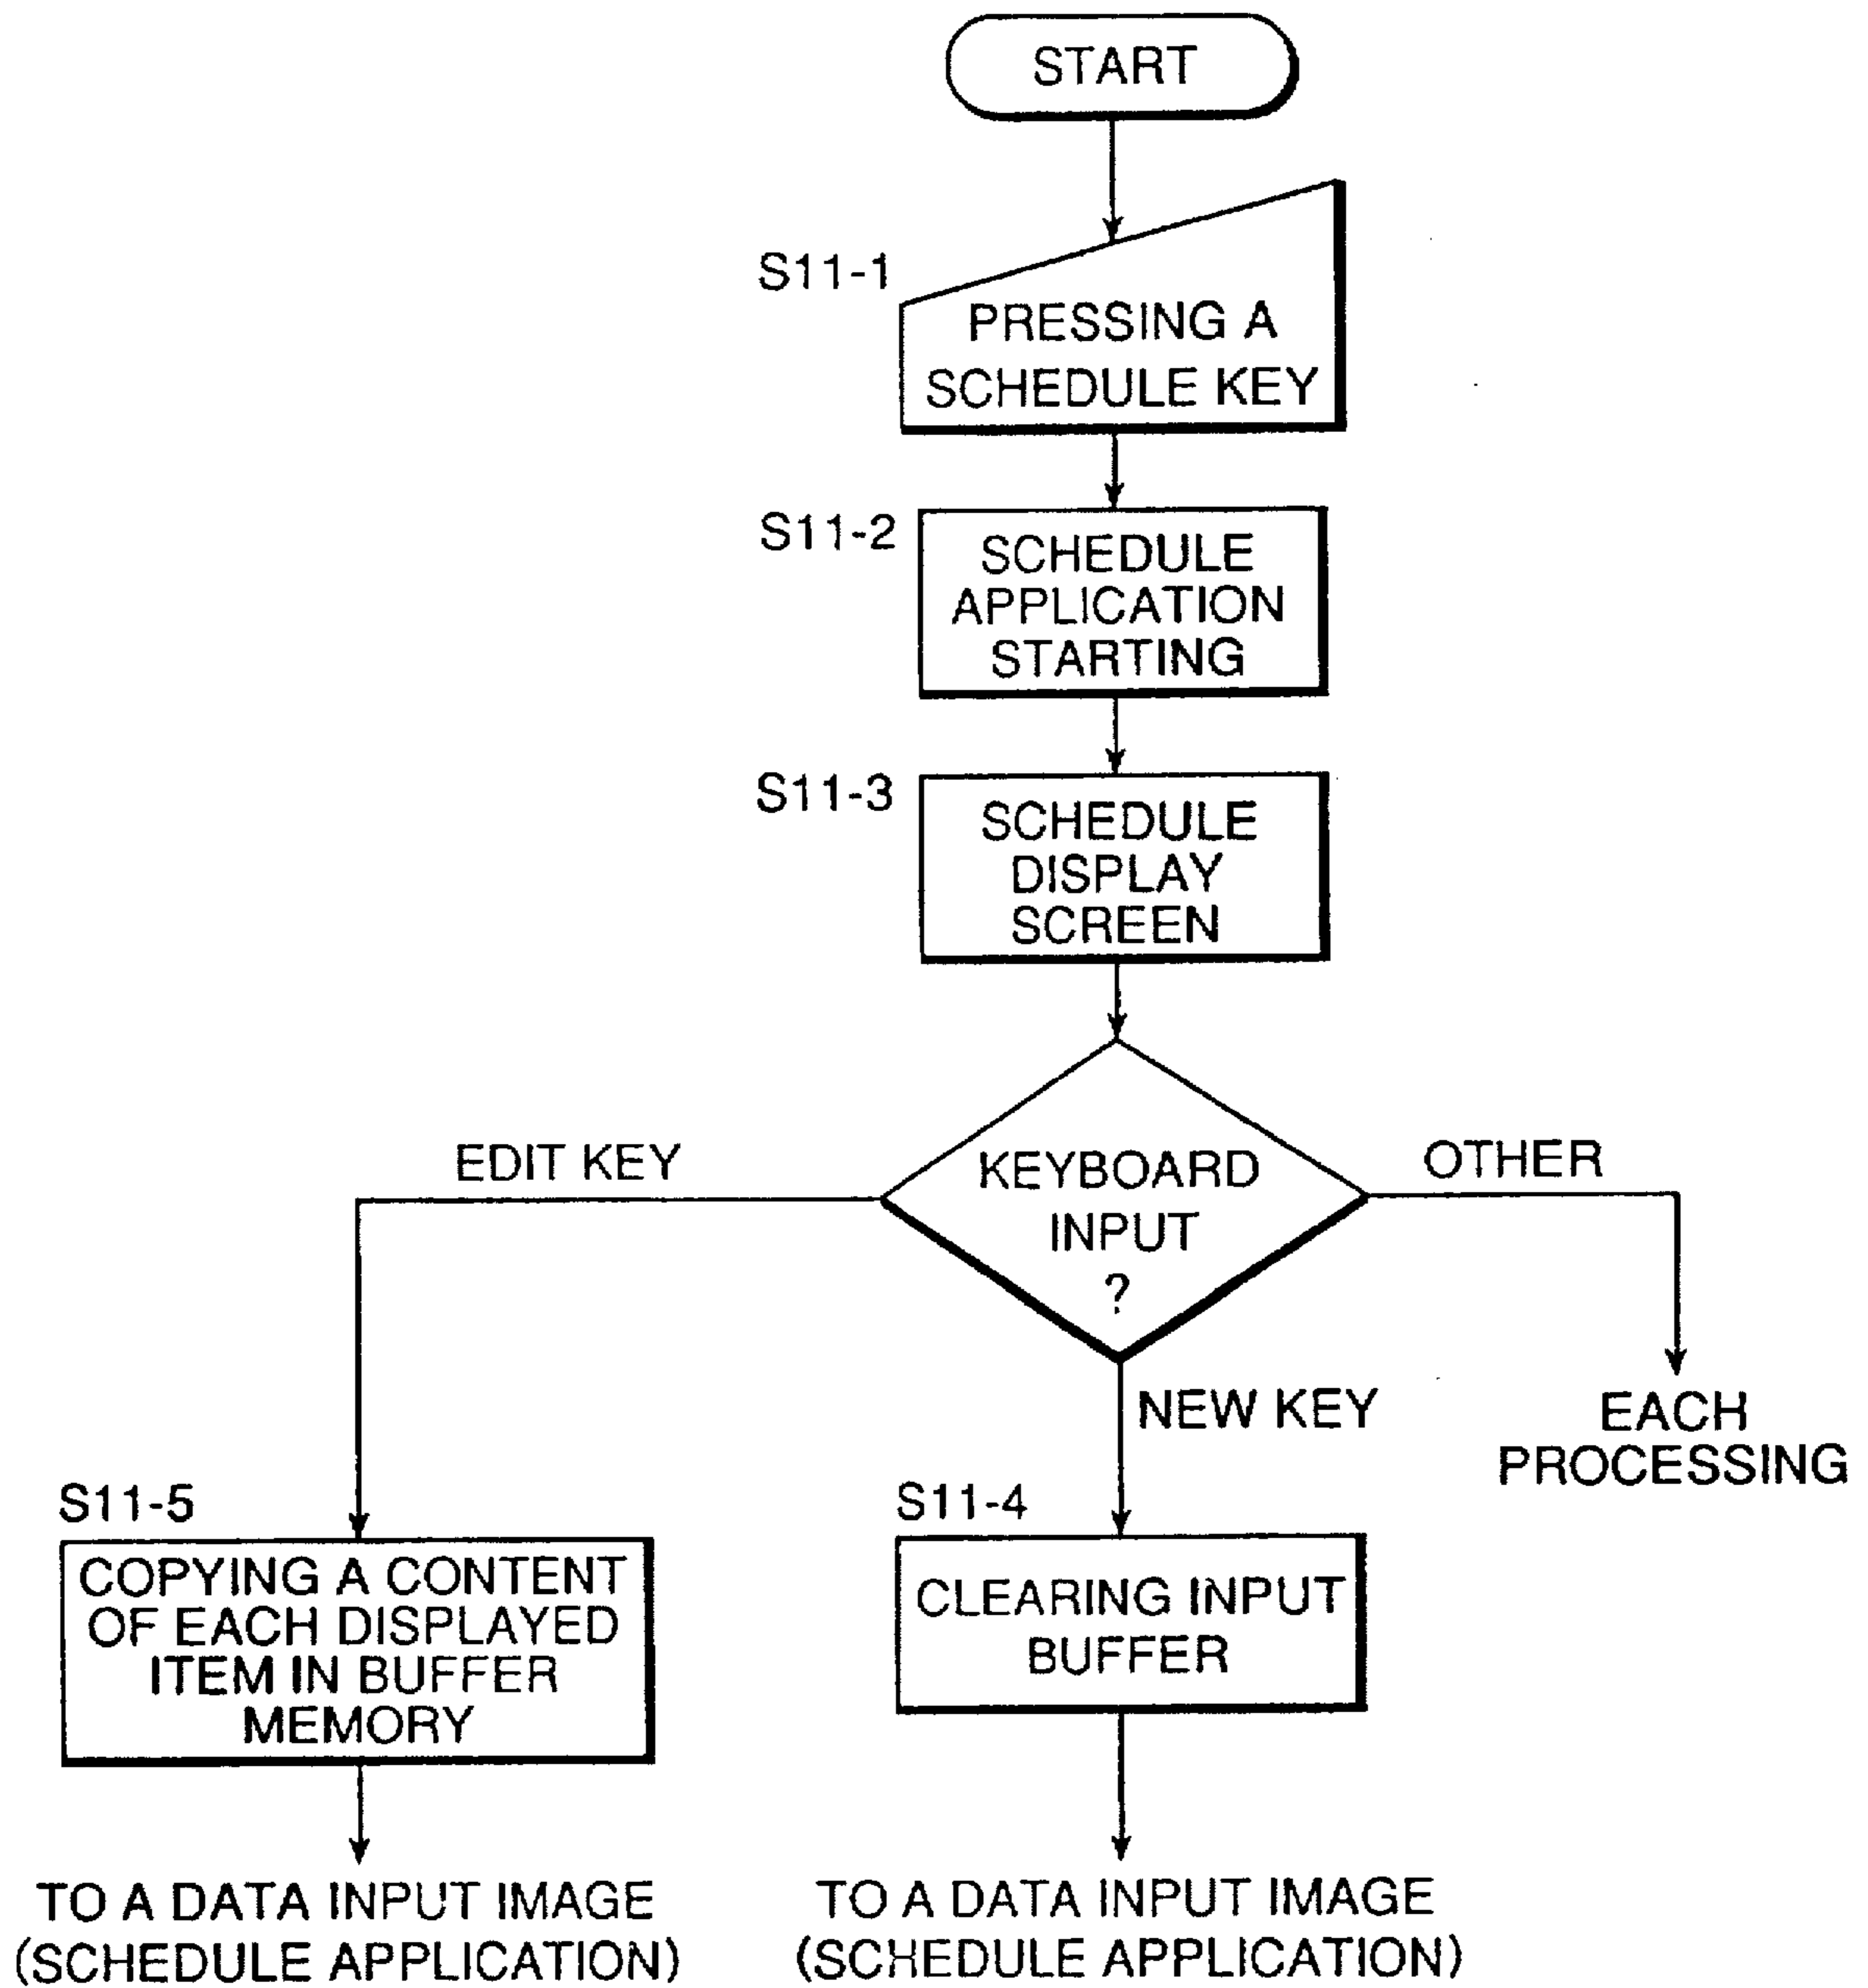 START
S11-1
PRESSING A
SCHEDULE KEY
S11-2
SCHEDULE
APPLICATION
STARTING
S11-3
SCHEDULE
DISPLAY
SCREEN
EDIT KEY
KEYBOARD
INPUT
?
OTHER
NEW KEY
EACH
PROCESSING
S11-5
COPYING A CONTENT
OF EACH DISPLAYED
ITEM IN BUFFER
MEMORY
S11-4
CLEARING INPUT
BUFFER
TO A DATA INPUT IMAGE
(SCHEDULE APPLICATION)
TO A DATA INPUT IMAGE
(SCHEDULE APPLICATION)